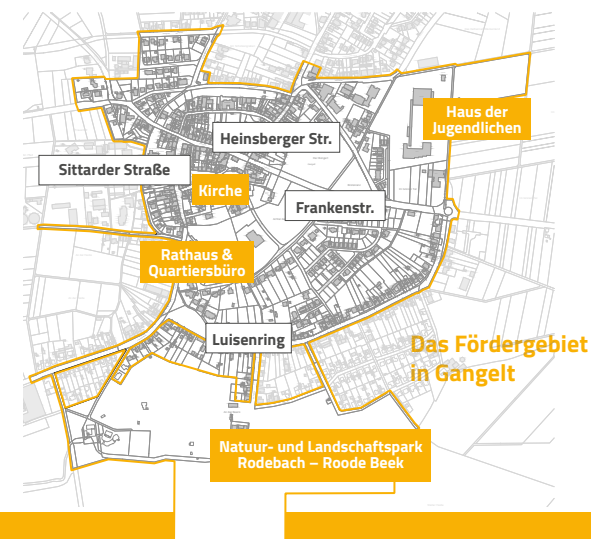 Haus der
Jugendlichen
Heinsberger Str.
Sittarder Straße
Kirche
Frankenstr.
Rathaus &
Quartiersbüro
Luisenring
Das Fördergebiet
in Gangelt
Natuur- und Landschaftspark
Rodebach – Roode Beek